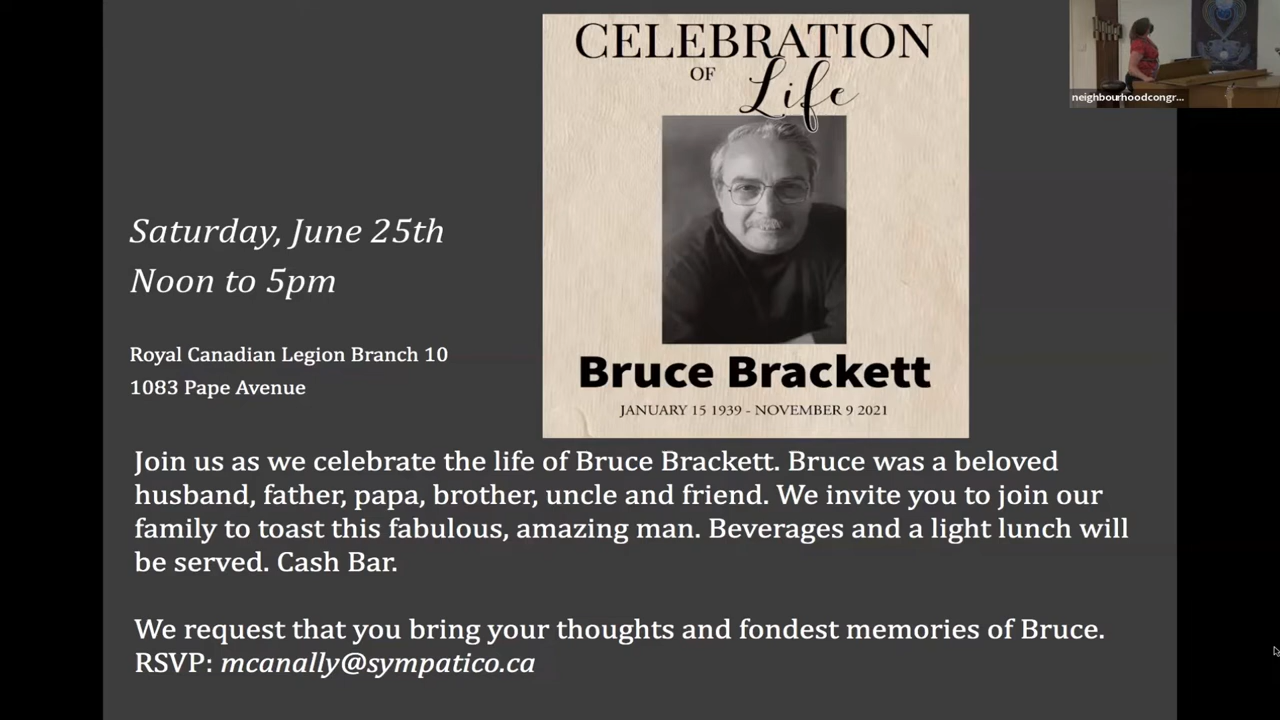 CELEBRATION
OF
Life
Bruce Brackett
JANUARY 15 1939 - NOVEMBER 9 2021
neighbourhoodcongr...
Saturday, June 25th
Noon to 5pm
Royal Canadian Legion Branch 10
1083 Pape Avenue
Join us as we celebrate the life of Bruce Brackett. Bruce was a beloved
husband, father, papa, brother, uncle and friend. We invite you to join our
family to toast this fabulous, amazing man. Beverages and a light lunch will
be served. Cash Bar.
We request that you bring your thoughts and fondest memories of Bruce.
RSVP: mcanally@sympatico.ca